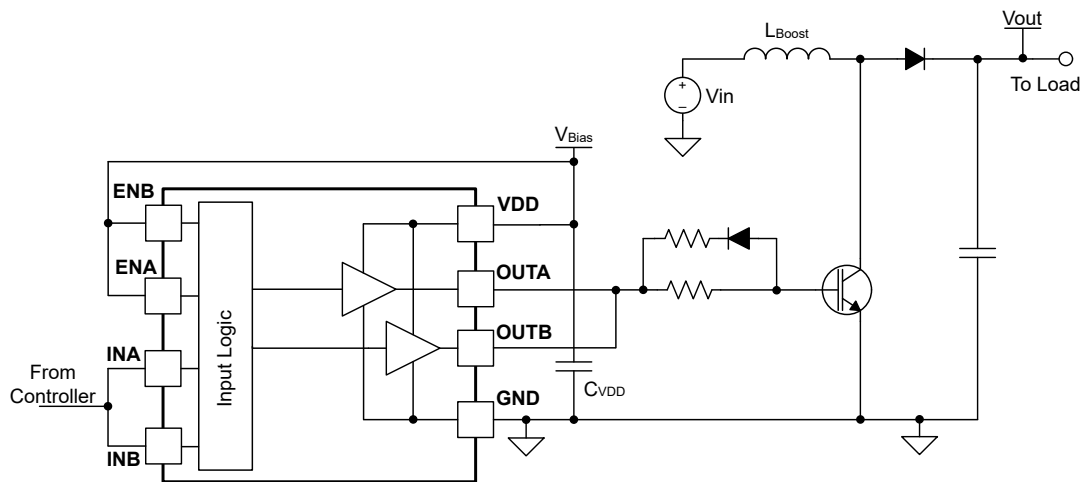 Vout
LBoost
To Load
+
Vin
–
VBias
ENB
VDD
ENA
OUTA
Input Logic
OUTB
INA
From
Controller
CVDD
GND
INB